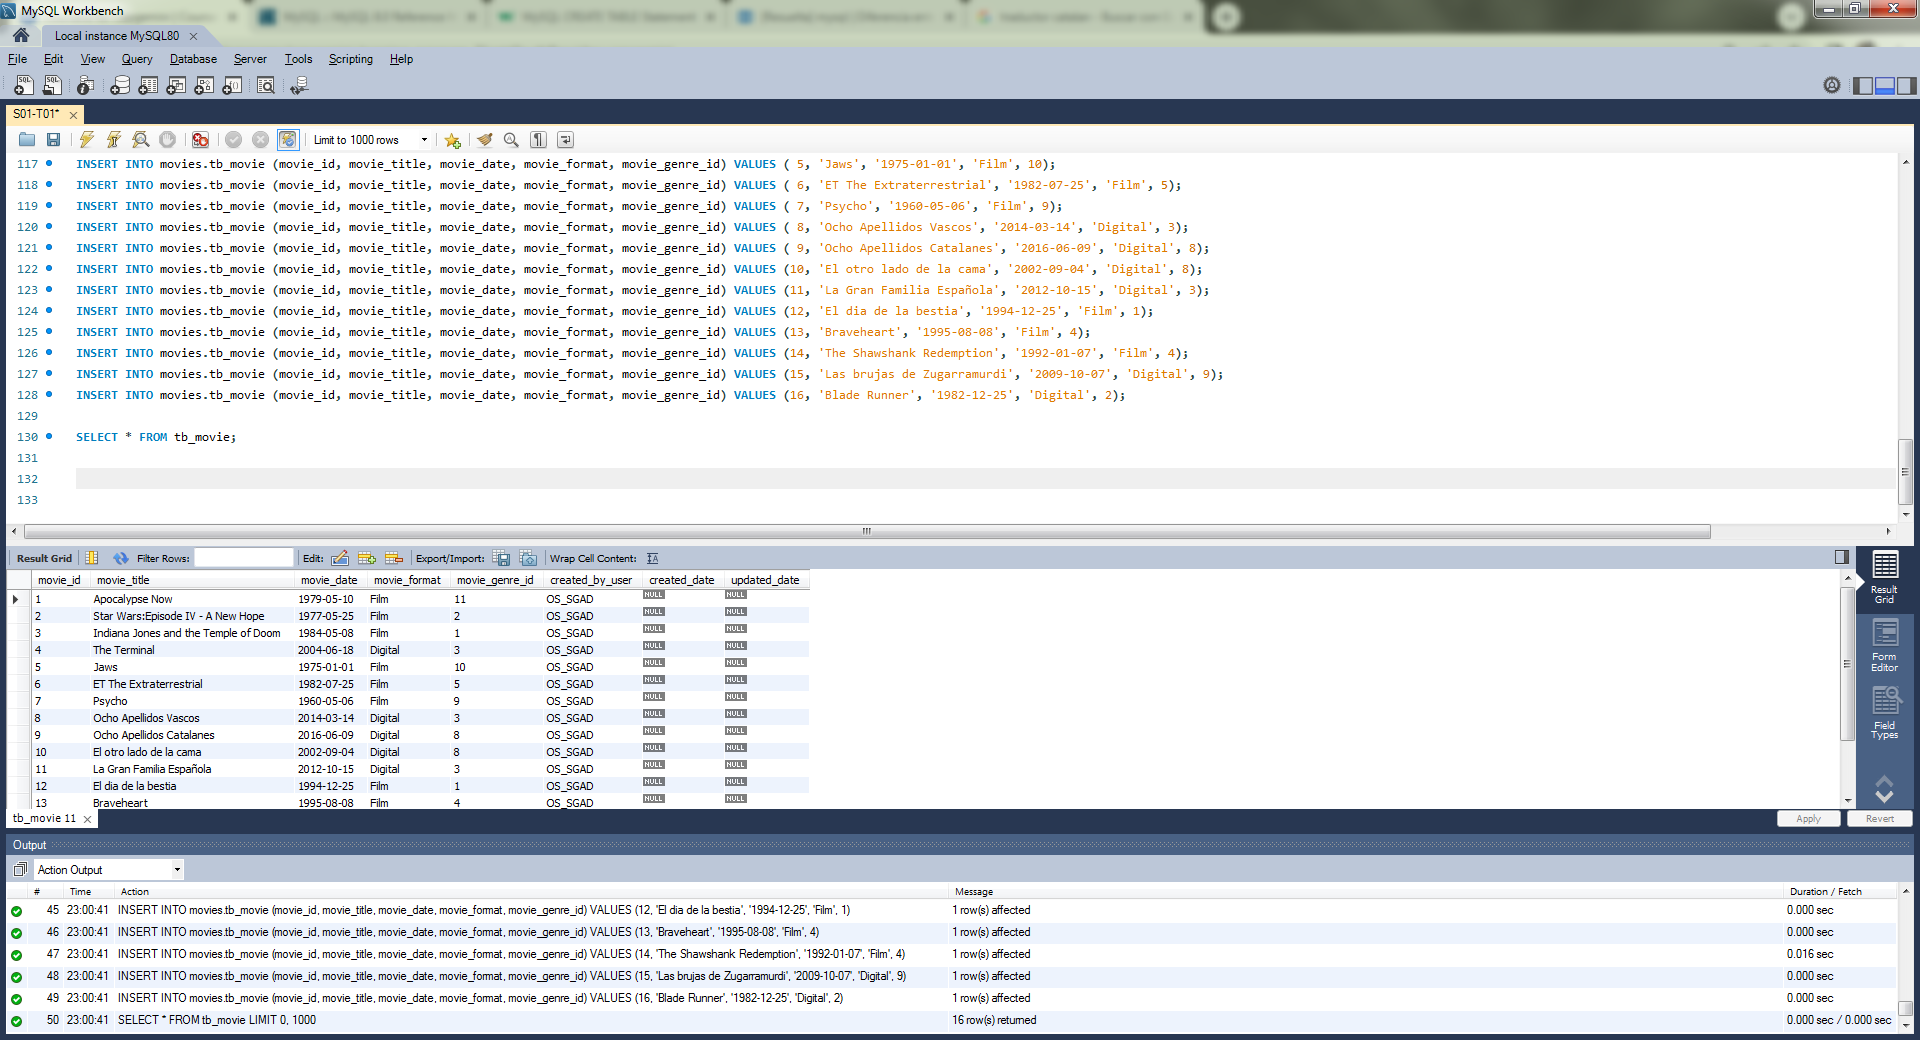 MySQL Workbench
Local instance MySQL80
File Edit View Query Database Server Tools Scripting Help
S01-T01*
Limit to 1000 rows
117 INSERT INTO movies.tb_movie (movie_id, movie_title, movie_date, movie_format, movie_genre_id) VALUES ( 5, 'Jaws', '1975-01-01', 'Film', 10);
118 INSERT INTO movies.tb_movie (movie_id, movie_title, movie_date, movie_format, movie_genre_id) VALUES ( 6, 'ET The Extraterrestrial', '1982-07-25', 'Film', 5);
119 INSERT INTO movies.tb_movie (movie_id, movie_title, movie_date, movie_format, movie_genre_id) VALUES ( 7, 'Psycho', '1960-05-06', 'Film', 9);
120 INSERT INTO movies.tb_movie (movie_id, movie_title, movie_date, movie_format, movie_genre_id) VALUES ( 8, 'Ocho Apellidos Vascos', '2014-03-14', 'Digital', 3);
121 INSERT INTO movies.tb_movie (movie_id, movie_title, movie_date, movie_format, movie_genre_id) VALUES ( 9, 'Ocho Apellidos Catalanes', '2016-06-09', 'Digital', 8);
122 INSERT INTO movies.tb_movie (movie_id, movie_title, movie_date, movie_format, movie_genre_id) VALUES (10, 'El otro lado de la cama', '2002-09-04', 'Digital', 8);
123 INSERT INTO movies.tb_movie (movie_id, movie_title, movie_date, movie_format, movie_genre_id) VALUES (11, 'La Gran Familia Española', '2012-10-15', 'Digital', 3);
124 INSERT INTO movies.tb_movie (movie_id, movie_title, movie_date, movie_format, movie_genre_id) VALUES (12, 'El dia de la bestia', '1994-12-25', 'Film', 1);
125 INSERT INTO movies.tb_movie (movie_id, movie_title, movie_date, movie_format, movie_genre_id) VALUES (13, 'Braveheart', '1995-08-08', 'Film', 4);
126 INSERT INTO movies.tb_movie (movie_id, movie_title, movie_date, movie_format, movie_genre_id) VALUES (14, 'The Shawshank Redemption', '1992-01-07', 'Film', 4);
127 INSERT INTO movies.tb_movie (movie_id, movie_title, movie_date, movie_format, movie_genre_id) VALUES (15, 'Las brujas de Zugarramurdi', '2009-10-07', 'Digital', 9);
128 INSERT INTO movies.tb_movie (movie_id, movie_title, movie_date, movie_format, movie_genre_id) VALUES (16, 'Blade Runner', '1982-12-25', 'Digital', 2);
129
130 SELECT * FROM tb_movie;
131
132
133
Result Grid Filter Rows: Edit: Export/Import: Wrap Cell Content:
movie_id movie_title movie_date movie_format movie_genre_id created_by_user created_date updated_date
1 Apocalypse Now 1979-05-10 Film 11 OS_SGAD NULL NULL
2 Star Wars:Episode IV - A New Hope 1977-05-25 Film 2 OS_SGAD NULL NULL
3 Indiana Jones and the Temple of Doom 1984-05-08 Film 1 OS_SGAD NULL NULL
4 The Terminal 2004-06-18 Digital 3 OS_SGAD NULL NULL
5 Jaws 1975-01-01 Film 10 OS_SGAD NULL NULL
6 ET The Extraterrestrial 1982-07-25 Film 5 OS_SGAD NULL NULL
7 Psycho 1960-05-06 Film 9 OS_SGAD NULL NULL
8 Ocho Apellidos Vascos 2014-03-14 Digital 3 OS_SGAD NULL NULL
9 Ocho Apellidos Catalanes 2016-06-09 Digital 8 OS_SGAD NULL NULL
10 El otro lado de la cama 2002-09-04 Digital 8 OS_SGAD NULL NULL
11 La Gran Familia Española 2012-10-15 Digital 3 OS_SGAD NULL NULL
12 El dia de la bestia 1994-12-25 Film 1 OS_SGAD NULL NULL
13 Braveheart 1995-08-08 Film 4 OS_SGAD NULL NULL
Result Grid
Form Editor
Field Types
tb_movie 11
Apply Revert
Output
Action Output
# Time Action Message Duration / Fetch
45 23:00:41 INSERT INTO movies.tb_movie (movie_id, movie_title, movie_date, movie_format, movie_genre_id) VALUES (12, 'El dia de la bestia', '1994-12-25', 'Film', 1) 1 row(s) affected 0.000 sec
46 23:00:41 INSERT INTO movies.tb_movie (movie_id, movie_title, movie_date, movie_format, movie_genre_id) VALUES (13, 'Braveheart', '1995-08-08', 'Film', 4) 1 row(s) affected 0.000 sec
47 23:00:41 INSERT INTO movies.tb_movie (movie_id, movie_title, movie_date, movie_format, movie_genre_id) VALUES (14, 'The Shawshank Redemption', '1992-01-07', 'Film', 4) 1 row(s) affected 0.016 sec
48 23:00:41 INSERT INTO movies.tb_movie (movie_id, movie_title, movie_date, movie_format, movie_genre_id) VALUES (15, 'Las brujas de Zugarramurdi', '2009-10-07', 'Digital', 9) 1 row(s) affected 0.000 sec
49 23:00:41 INSERT INTO movies.tb_movie (movie_id, movie_title, movie_date, movie_format, movie_genre_id) VALUES (16, 'Blade Runner', '1982-12-25', 'Digital', 2) 1 row(s) affected 0.000 sec
50 23:00:41 SELECT * FROM tb_movie LIMIT 0, 1000 16 row(s) returned 0.000 sec / 0.000 sec